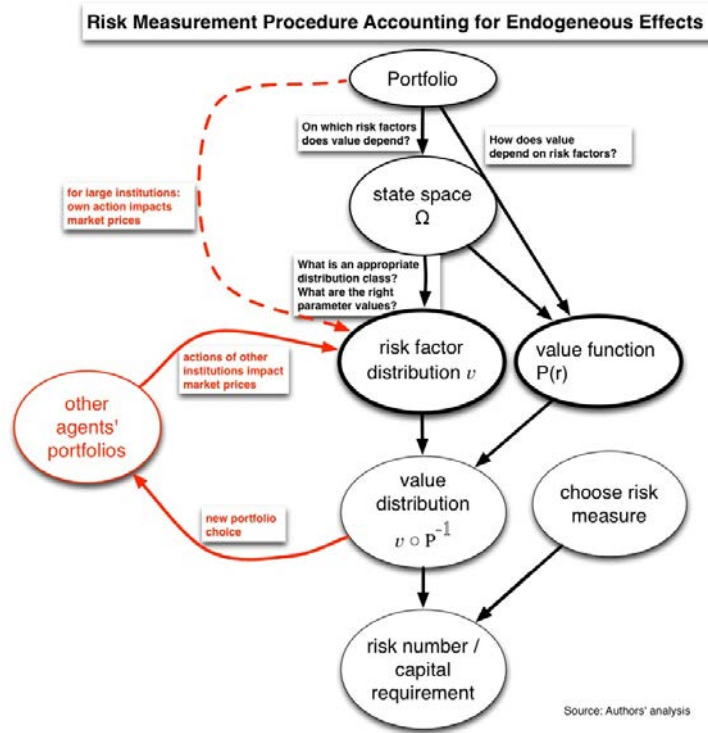 Risk Measurement Procedure Accounting for Endogeneous Effects
Portfolio
On which risk factors
does value depend?
How does value
depend on risk factors?
for large institutions:
own action impacts
market prices
state space
Ω
What is an appropriate
distribution class?
What are the right
parameter values?
risk factor
distribution υ
value function
P(r)
actions of other
institutions impact
market prices
other
agents'
portfolios
value
distribution
υ ∘ P⁻¹
choose risk
measure
new portfolio
choice
risk number /
capital
requirement
Source: Authors' analysis